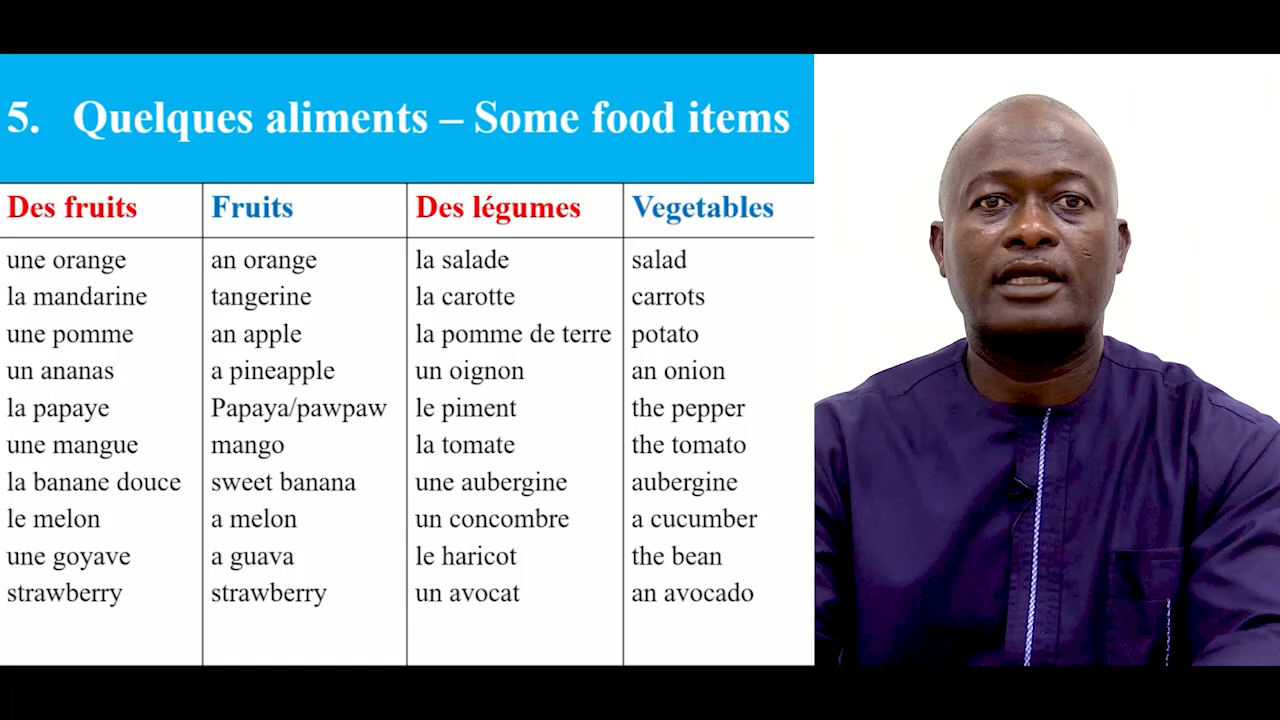 5. Quelques aliments – Some food items
Des fruits Fruits Des légumes Vegetables
une orange an orange la salade salad
la mandarine tangerine la carotte carrots
une pomme an apple la pomme de terre potato
un ananas a pineapple un oignon an onion
la papaye Papaya/pawpaw le piment the pepper
une mangue mango la tomate the tomato
la banane douce sweet banana une aubergine aubergine
le melon a melon un concombre a cucumber
une goyave a guava le haricot the bean
strawberry strawberry un avocat an avocado